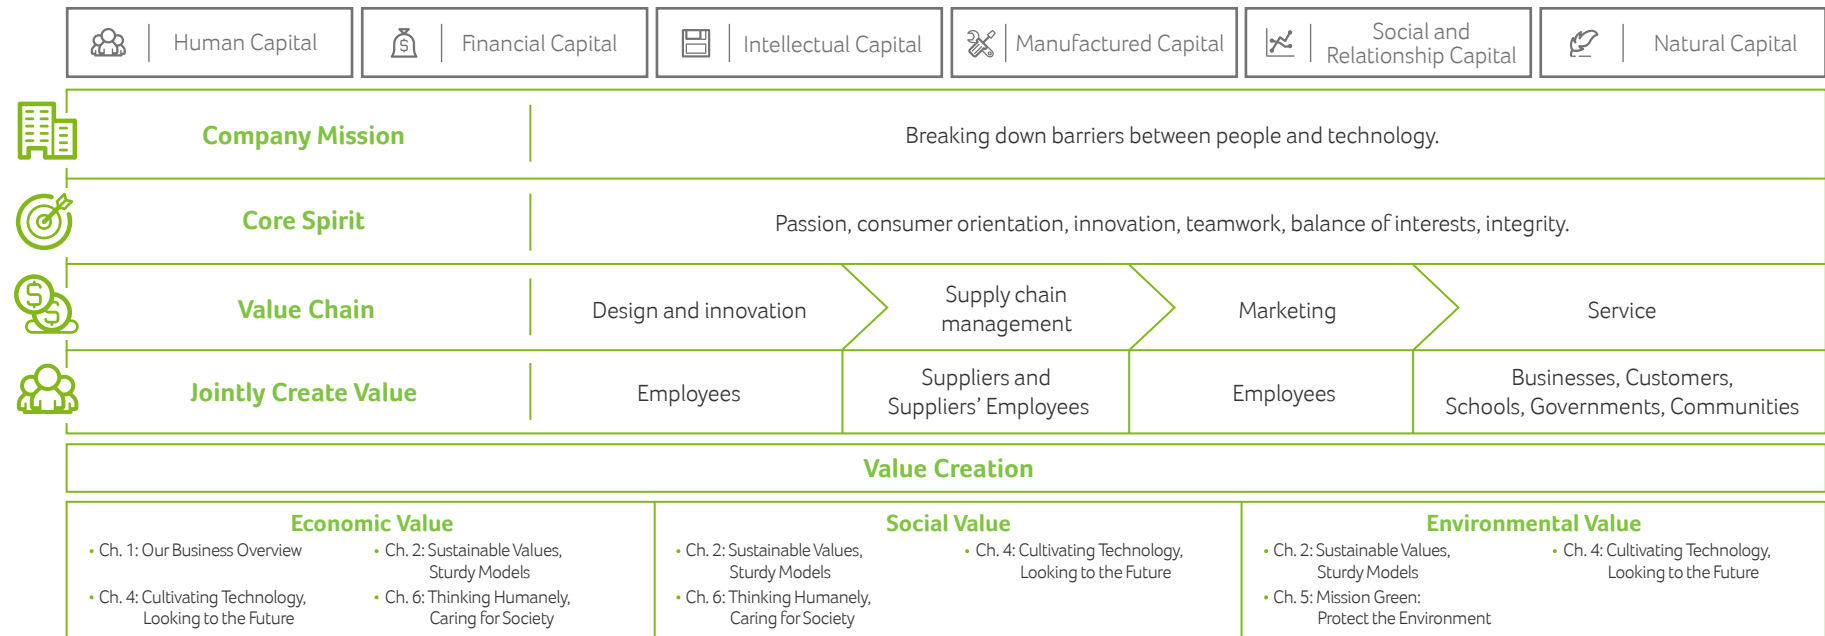 Human Capital
Financial Capital
Intellectual Capital
Manufactured Capital
Social and
Relationship Capital
Natural Capital
Company Mission
Breaking down barriers between people and technology.
Core Spirit
Passion, consumer orientation, innovation, teamwork, balance of interests, integrity.
Value Chain
Design and innovation
Supply chain
management
Marketing
Service
Jointly Create Value
Employees
Suppliers and
Suppliers’ Employees
Employees
Businesses, Customers,
Schools, Governments, Communities
Value Creation
Economic Value
• Ch. 1: Our Business Overview
• Ch. 2: Sustainable Values,
Sturdy Models
• Ch. 4: Cultivating Technology,
Looking to the Future
• Ch. 6: Thinking Humanely,
Caring for Society
Social Value
• Ch. 2: Sustainable Values,
Sturdy Models
• Ch. 4: Cultivating Technology,
Looking to the Future
• Ch. 6: Thinking Humanely,
Caring for Society
Environmental Value
• Ch. 2: Sustainable Values,
Sturdy Models
• Ch. 4: Cultivating Technology,
Looking to the Future
• Ch. 5: Mission Green:
Protect the Environment